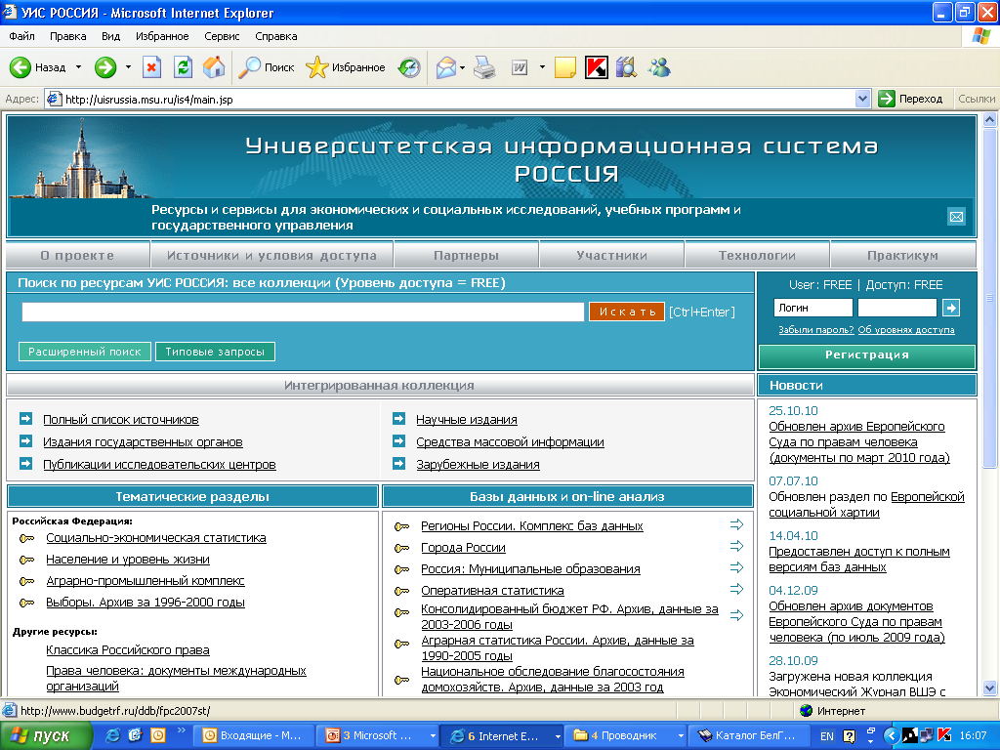 УИС РОССИЯ - Microsoft Internet Explorer
Файл Правка Вид Избранное Сервис Справка
Назад Поиск Избранное
Адрес: http://uisrussia.msu.ru/is4/main.jsp Переход Ссылки
Университетская информационная система
РОССИЯ
Ресурсы и сервисы для экономических и социальных исследований, учебных программ и
государственного управления
О проекте Источники и условия доступа Партнеры Участники Технологии Практикум
Поиск по ресурсам УИС РОССИЯ: все коллекции (Уровень доступа = FREE)
Искать [Ctrl+Enter]
Расширенный поиск Типовые запросы
User: FREE | Доступ: FREE
Логин
Забыли пароль? Об уровнях доступа
Регистрация
Интегрированная коллекция
Полный список источников
Издания государственных органов
Публикации исследовательских центров
Научные издания
Средства массовой информации
Зарубежные издания
Тематические разделы
Российская Федерация:
Социально-экономическая статистика
Население и уровень жизни
Аграрно-промышленный комплекс
Выборы. Архив за 1996-2000 годы
Другие ресурсы:
Классика Российского права
Права человека: документы международных
организаций
Базы данных и on-line анализ
Регионы России. Комплекс баз данных
Города России
Россия: Муниципальные образования
Оперативная статистика
Консолидированный бюджет РФ. Архив, данные за
2003-2006 годы
Аграрная статистика России. Архив, данные за
1990-2005 годы
Национальное обследование благосостояния
домохозяйств. Архив, данные за 2003 год
Новости
25.10.10
Обновлен архив Европейского
Суда по правам человека
(документы по март 2010 года)
07.07.10
Обновлен раздел по Европейской
социальной хартии
14.04.10
Предоставлен доступ к полным
версиям баз данных
04.12.09
Обновлен архив документов
Европейского Суда по правам
человека (по июль 2009 года)
28.10.09
Загружена новая коллекция
Экономический Журнал ВШЭ с
http://www.budgetrf.ru/ddb/fpc2007st/ Интернет
пуск Входящие - M... 3 Microsoft ... 6 Internet E... 4 Проводник Каталог БелГ... EN 16:07